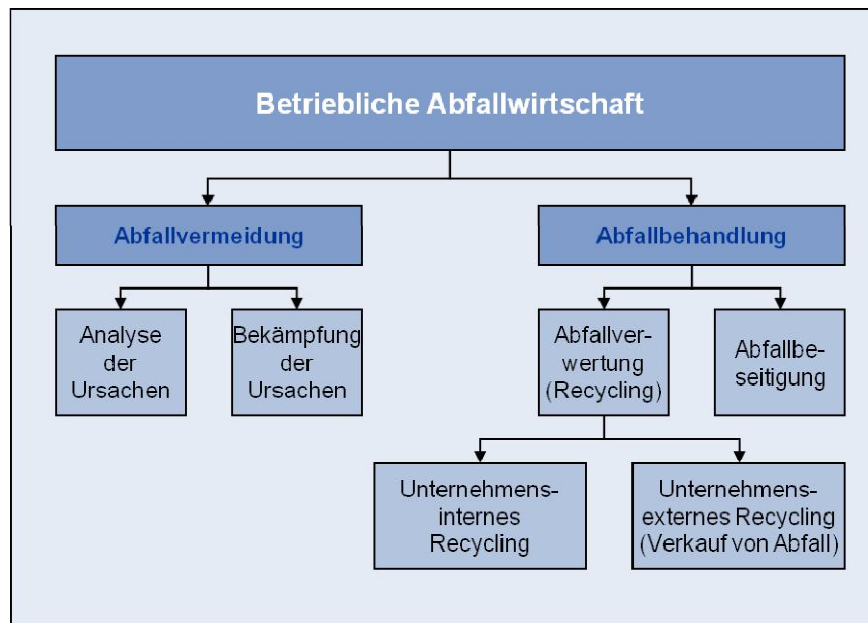 Betriebliche Abfallwirtschaft
Abfallvermeidung
Abfallbehandlung
Analyse
der
Ursachen
Bekämpfung
der
Ursachen
Abfallver-
wertung
(Recycling)
Abfallbe-
seitigung
Unternehmens-
internes
Recycling
Unternehmens-
externes Recycling
(Verkauf von Abfall)